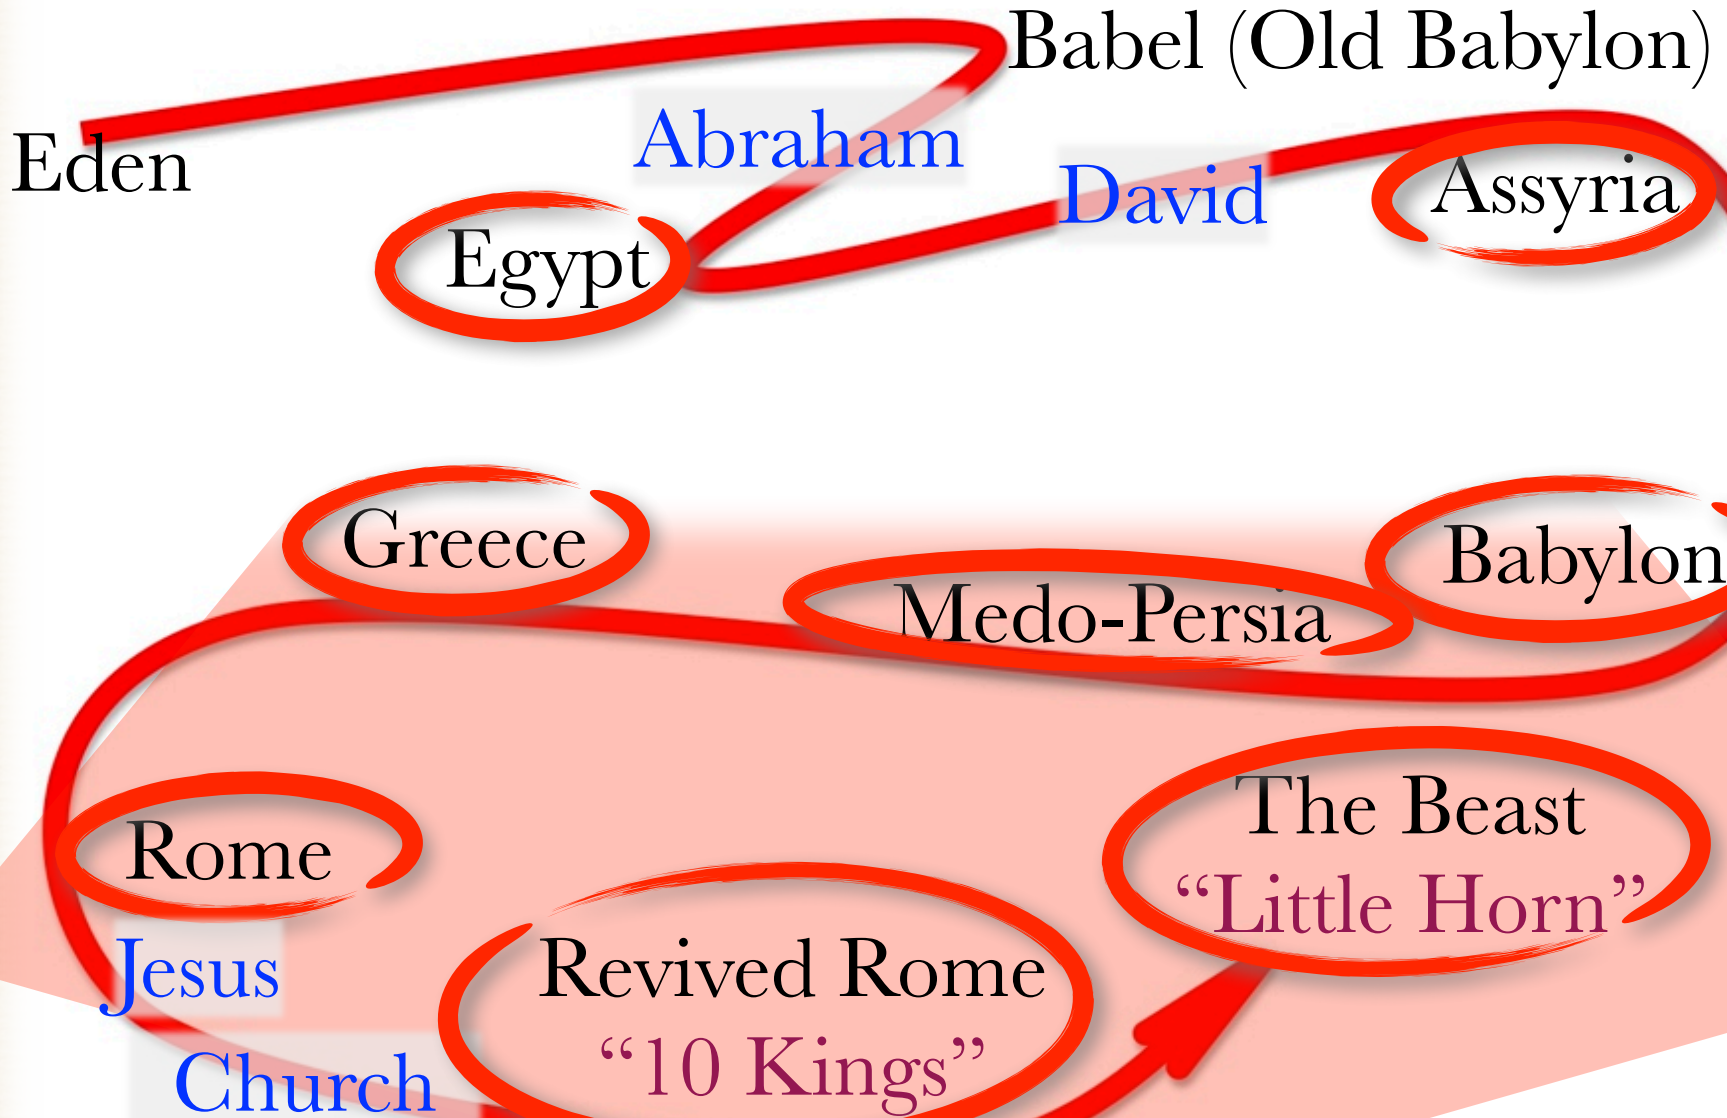 Babel (Old Babylon)
Eden
Abraham
David
Assyria
Egypt
Greece
Babylon
Medo-Persia
Rome
The Beast
“Little Horn”
Jesus
Revived Rome
“10 Kings”
Church